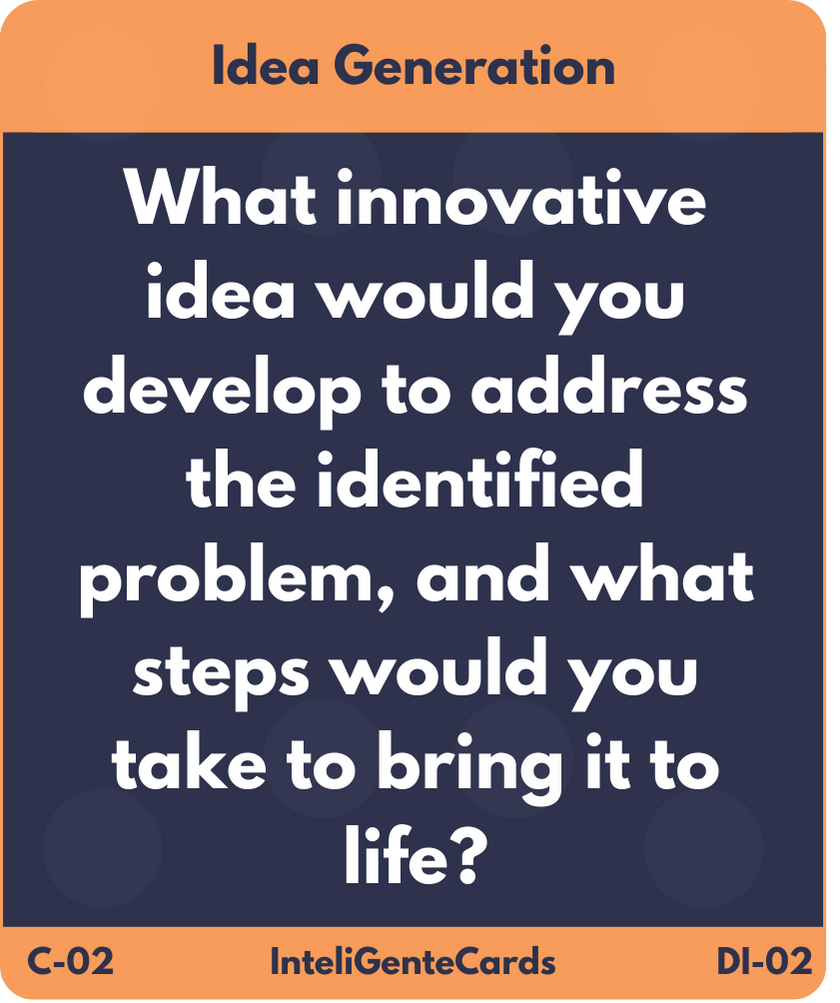 Idea Generation
What innovative
idea would you
develop to address
the identified
problem, and what
steps would you
take to bring it to
life?
C-02 InteliGenteCards DI-02